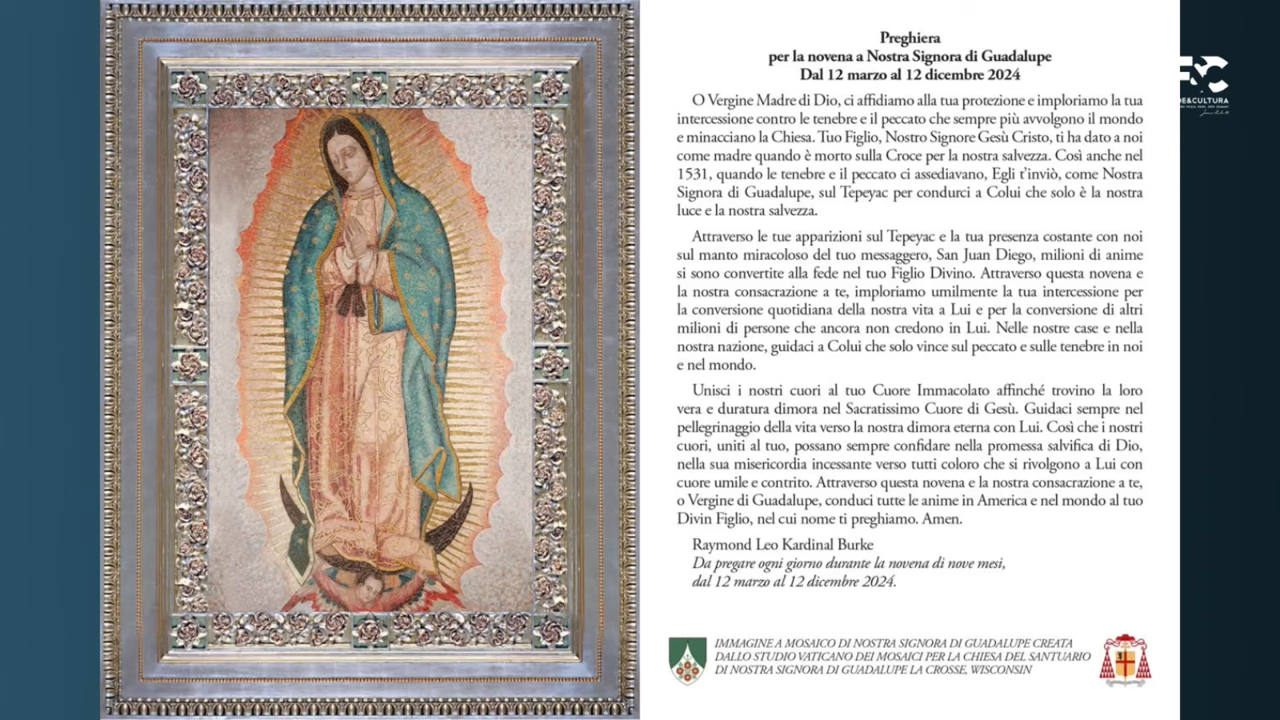 Preghiera
per la novena a Nostra Signora di Guadalupe
Dal 12 marzo al 12 dicembre 2024
O Vergine Madre di Dio, ci affidiamo alla tua protezione e imploriamo la tua
intercessione contro le tenebre e il peccato che sempre più avvolgono il mondo
e minacciano la Chiesa. Tuo Figlio, Nostro Signore Gesù Cristo, ti ha dato a noi
come madre quando è morto sulla Croce per la nostra salvezza. Così anche nel
1531, quando le tenebre e il peccato ci assediavano, Egli t'inviò, come Nostra
Signora di Guadalupe, sul Tepeyac per condurci a Colui che solo è la nostra
luce e la nostra salvezza.
Attraverso le tue apparizioni sul Tepeyac e la tua presenza costante con noi
sul manto miracoloso del tuo messaggero, San Juan Diego, milioni di anime
si sono convertite alla fede nel tuo Figlio Divino. Attraverso questa novena e
la nostra consacrazione a te, imploriamo umilmente la tua intercessione per
la conversione quotidiana della nostra vita a Lui e per la conversione di altri
milioni di persone che ancora non credono in Lui. Nelle nostre case e nella
nostra nazione, guidaci a Colui che solo vince sul peccato e sulle tenebre in noi
e nel mondo.
Unisci i nostri cuori al tuo Cuore Immacolato affinché trovino la loro
vera e duratura dimora nel Sacratissimo Cuore di Gesù. Guidaci sempre nel
pellegrinaggio della vita verso la nostra dimora eterna con Lui. Così che i nostri
cuori, uniti al tuo, possano sempre confidare nella promessa salvifica di Dio,
nella sua misericordia incessante verso tutti coloro che si rivolgono a Lui con
cuore umile e contrito. Attraverso questa novena e la nostra consacrazione a te,
o Vergine di Guadalupe, conduci tutte le anime in America e nel mondo al tuo
Divin Figlio, nel cui nome ti preghiamo. Amen.
Raymond Leo Kardinal Burke
Da pregare ogni giorno durante la novena di nove mesi,
dal 12 marzo al 12 dicembre 2024.
IMMAGINE A MOSAICO DI NOSTRA SIGNORA DI GUADALUPE CREATA
DALLO STUDIO VATICANO DEI MOSAICI PER LA CHIESA DEL SANTUARIO
DI NOSTRA SIGNORA DI GUADALUPE LA CROSSE, WISCONSIN
&C
DE&CULTURA